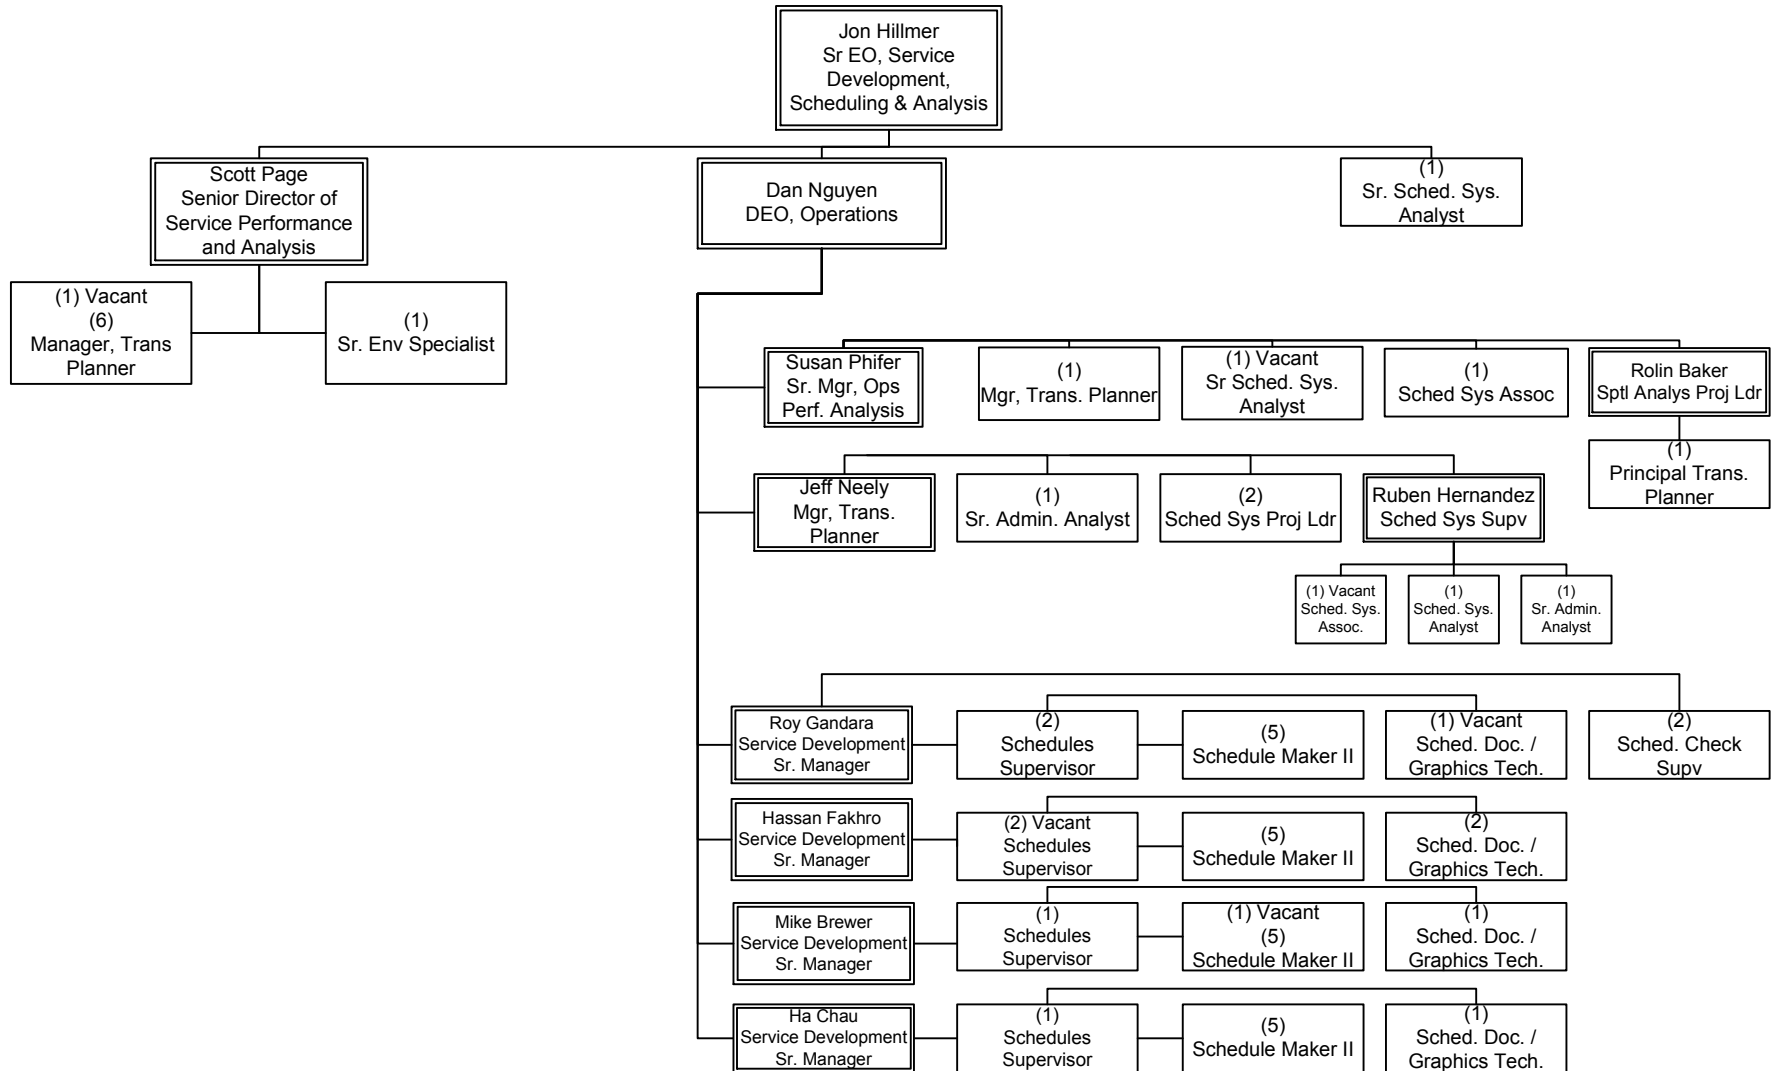 Jon Hillmer
Sr EO, Service
Development,
Scheduling & Analysis
Scott Page
Senior Director of
Service Performance
and Analysis
Dan Nguyen
DEO, Operations
(1)
Sr. Sched. Sys.
Analyst
(1) Vacant
(6)
Manager, Trans
Planner
(1)
Sr. Env Specialist
Susan Phifer
Sr. Mgr, Ops
Perf. Analysis
(1)
Mgr, Trans. Planner
(1) Vacant
Sr Sched. Sys.
Analyst
(1)
Sched Sys Assoc
Rolin Baker
Sptl Analys Proj Ldr
(1)
Principal Trans.
Planner
Jeff Neely
Mgr, Trans.
Planner
(1)
Sr. Admin. Analyst
(2)
Sched Sys Proj Ldr
Ruben Hernandez
Sched Sys Supv
(1) Vacant
Sched. Sys.
Assoc.
(1)
Sched. Sys.
Analyst
(1)
Sr. Admin.
Analyst
Roy Gandara
Service Development
Sr. Manager
(2)
Schedules
Supervisor
(5)
Schedule Maker II
(1) Vacant
Sched. Doc. /
Graphics Tech.
(2)
Sched. Check
Supv
Hassan Fakhro
Service Development
Sr. Manager
(2) Vacant
Schedules
Supervisor
(5)
Schedule Maker II
(2)
Sched. Doc. /
Graphics Tech.
Mike Brewer
Service Development
Sr. Manager
(1)
Schedules
Supervisor
(1) Vacant
(5)
Schedule Maker II
(1)
Sched. Doc. /
Graphics Tech.
Ha Chau
Service Development
Sr. Manager
(1)
Schedules
Supervisor
(5)
Schedule Maker II
(1)
Sched. Doc. /
Graphics Tech.